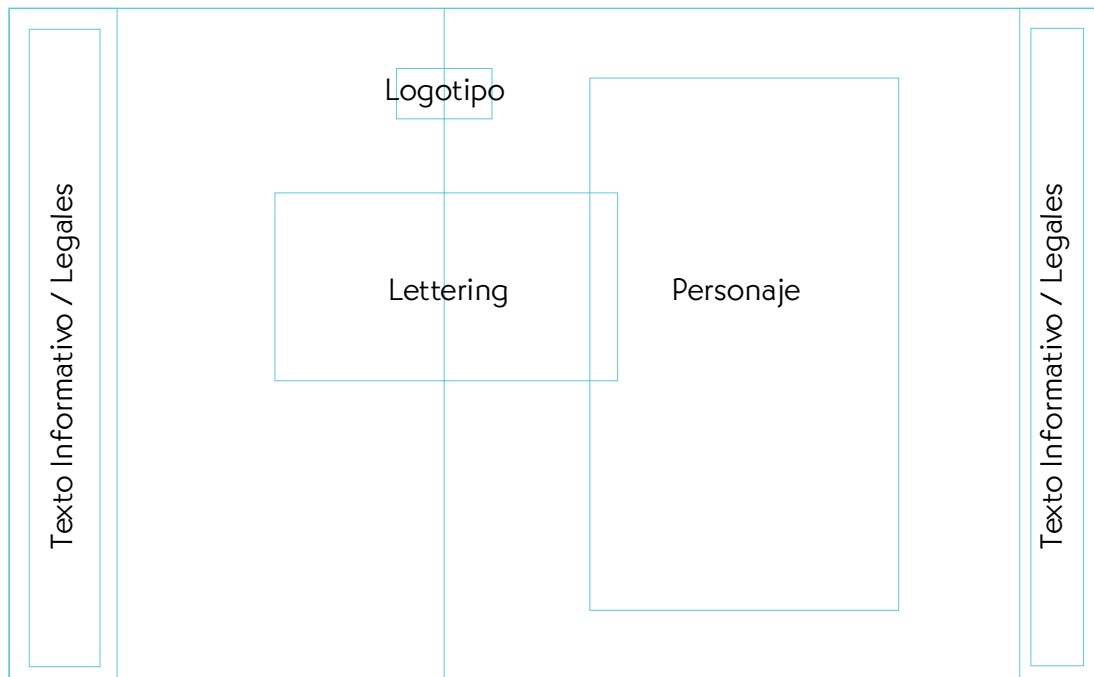 Texto Informativo / Legales
Logotipo
Lettering
Personaje
Texto Informativo / Legales